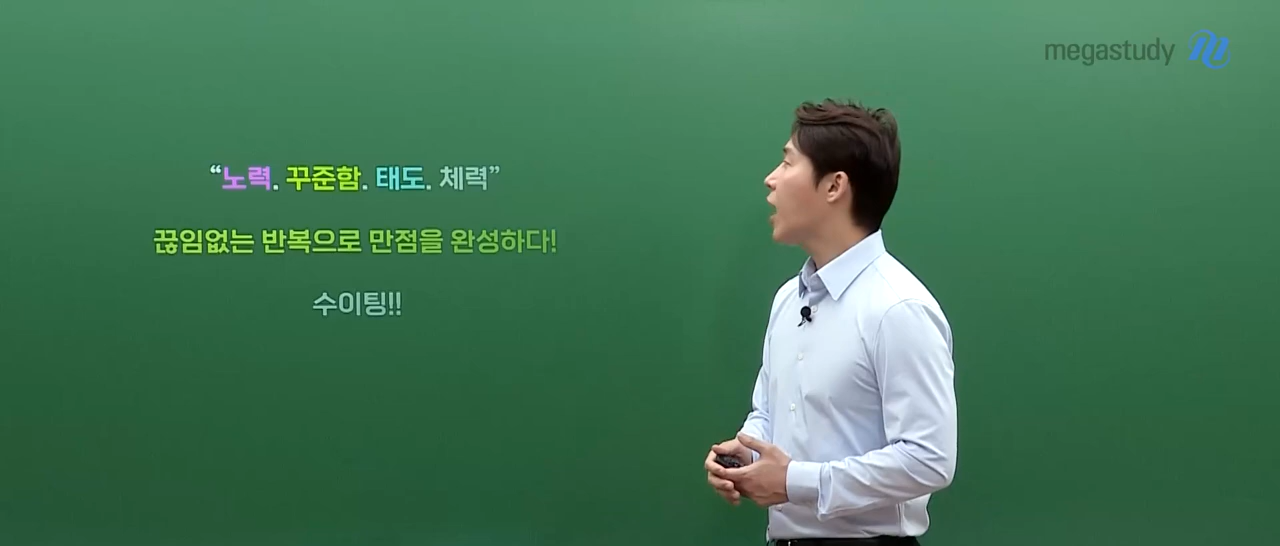 megastudy
“노력. 꾸준함. 태도. 체력”
끊임없는 반복으로 만점을 완성하다!
수이팅!!